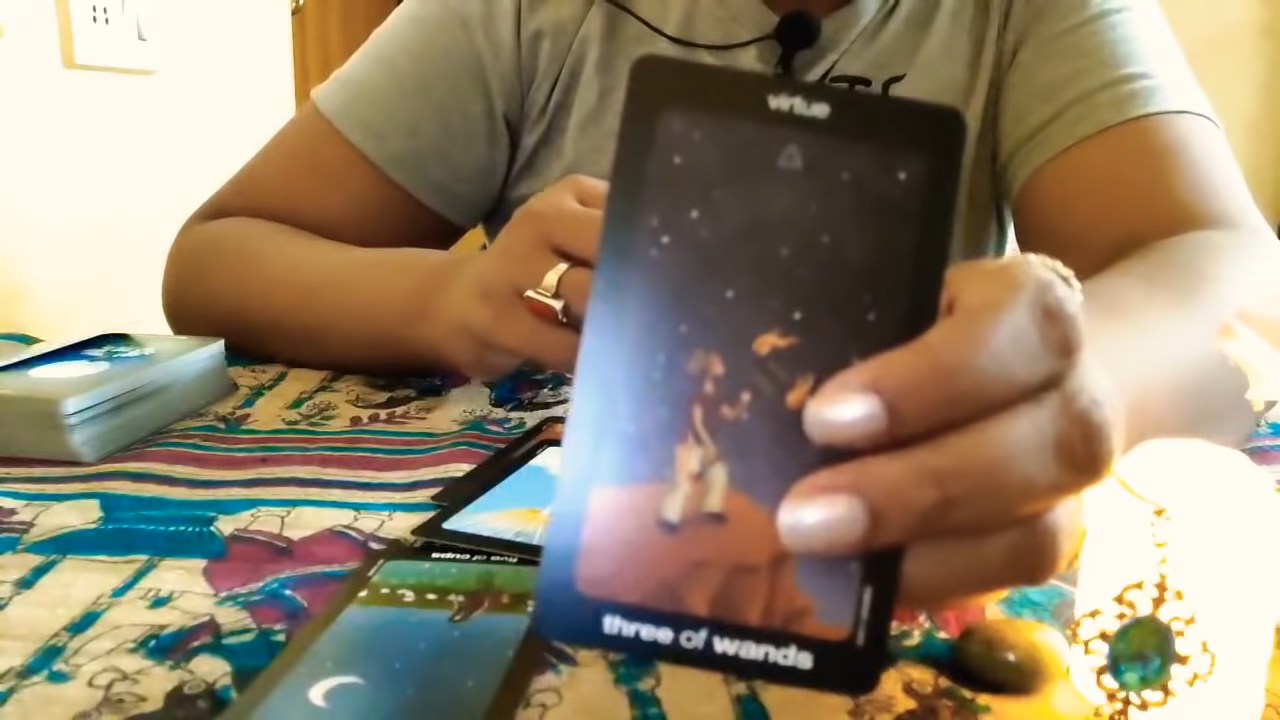 virtue
three of wands
five of cups